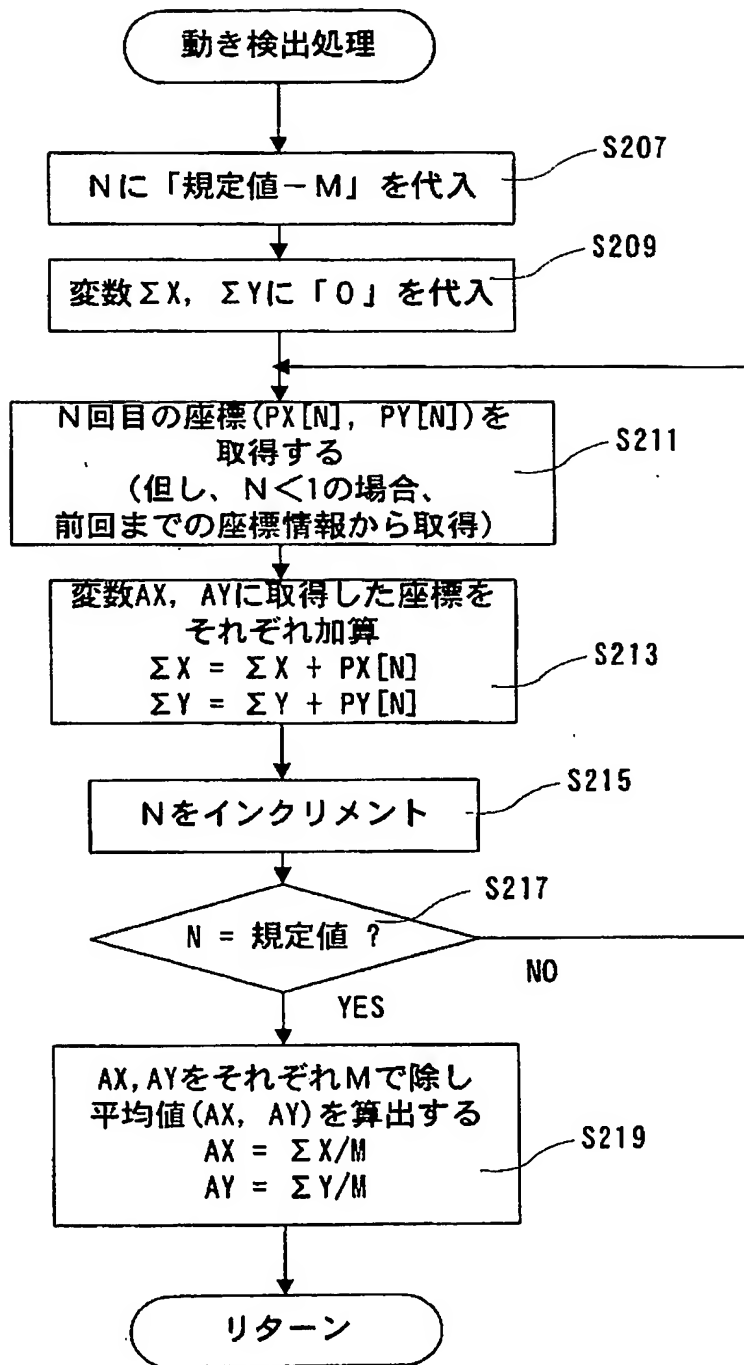 動き検出処理
S207
Nに「規定値－M」を代入
S209
変数ΣX, ΣYに「0」を代入
N回目の座標(PX[N], PY[N])を
取得する
(但し、N<1の場合、
前回までの座標情報から取得)
S211
変数AX, AYに取得した座標を
それぞれ加算
ΣX = ΣX + PX[N]
ΣY = ΣY + PY[N]
S213
S215
Nをインクリメント
S217
N = 規定値 ?
NO
YES
AX,AYをそれぞれMで除し
平均値(AX, AY)を算出する
AX = ΣX/M
AY = ΣY/M
S219
リターン